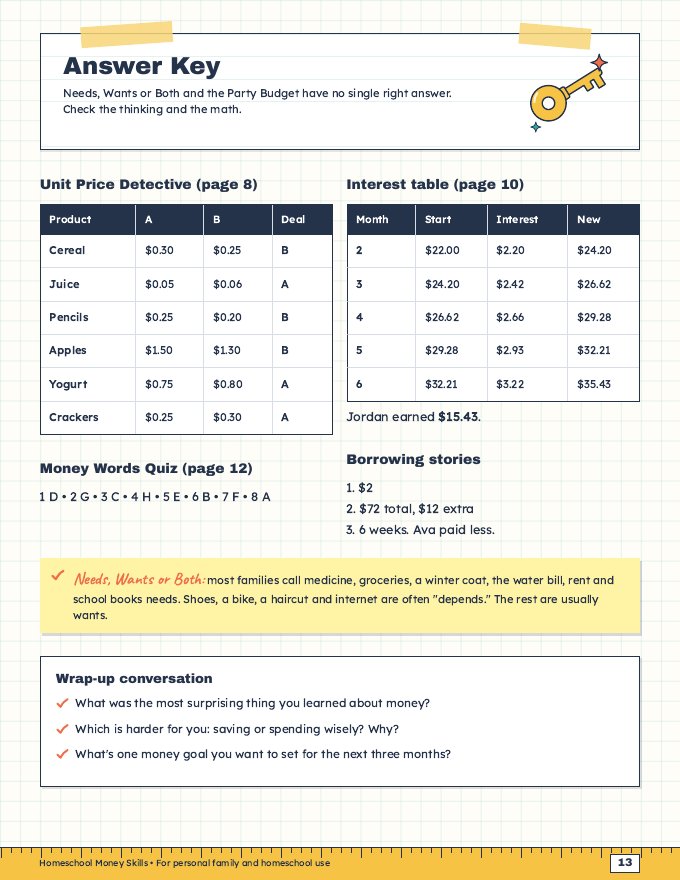 Answer Key
Needs, Wants or Both and the Party Budget have no single right answer.
Check the thinking and the math.
Unit Price Detective (page 8)
Product A B Deal
Cereal $0.30 $0.25 B
Juice $0.05 $0.06 A
Pencils $0.25 $0.20 B
Apples $1.50 $1.30 B
Yogurt $0.75 $0.80 A
Crackers $0.25 $0.30 A
Money Words Quiz (page 12)
1 D • 2 G • 3 C • 4 H • 5 E • 6 B • 7 F • 8 A
Interest table (page 10)
Month Start Interest New
2 $22.00 $2.20 $24.20
3 $24.20 $2.42 $26.62
4 $26.62 $2.66 $29.28
5 $29.28 $2.93 $32.21
6 $32.21 $3.22 $35.43
Jordan earned $15.43.
Borrowing stories
1. $2
2. $72 total, $12 extra
3. 6 weeks. Ava paid less.
Needs, Wants or Both: most families call medicine, groceries, a winter coat, the water bill, rent and
school books needs. Shoes, a bike, a haircut and internet are often "depends." The rest are usually
wants.
Wrap-up conversation
What was the most surprising thing you learned about money?
Which is harder for you: saving or spending wisely? Why?
What's one money goal you want to set for the next three months?
Homeschool Money Skills • For personal family and homeschool use
13